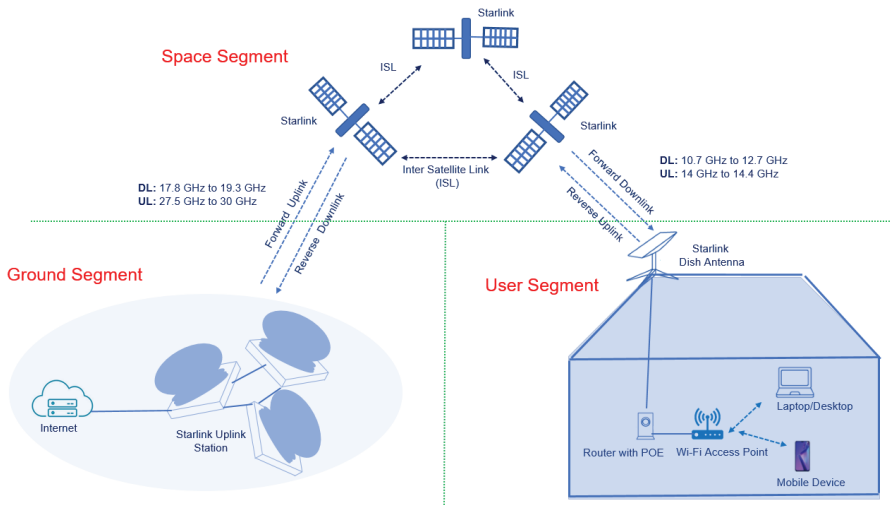 Starlink
Space Segment
ISL
ISL
Starlink
Starlink
Inter Satellite Link
(ISL)
DL: 17.8 GHz to 19.3 GHz
UL: 27.5 GHz to 30 GHz
Forward Uplink
Reverse Downlink
DL: 10.7 GHz to 12.7 GHz
UL: 14 GHz to 14.4 GHz
Forward Downlink
Reverse Uplink
Ground Segment
Internet
Starlink Uplink
Station
User Segment
Starlink
Dish Antenna
Laptop/Desktop
Router with POE
Wi-Fi Access Point
Mobile Device